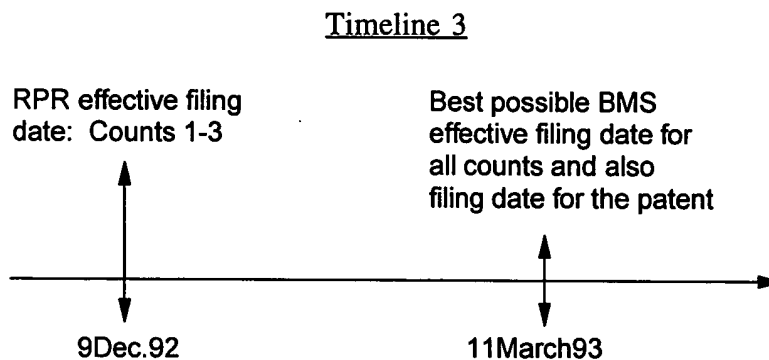 Timeline 3
RPR effective filing
date: Counts 1-3
Best possible BMS
effective filing date for
all counts and also
filing date for the patent
9Dec.92
11March93